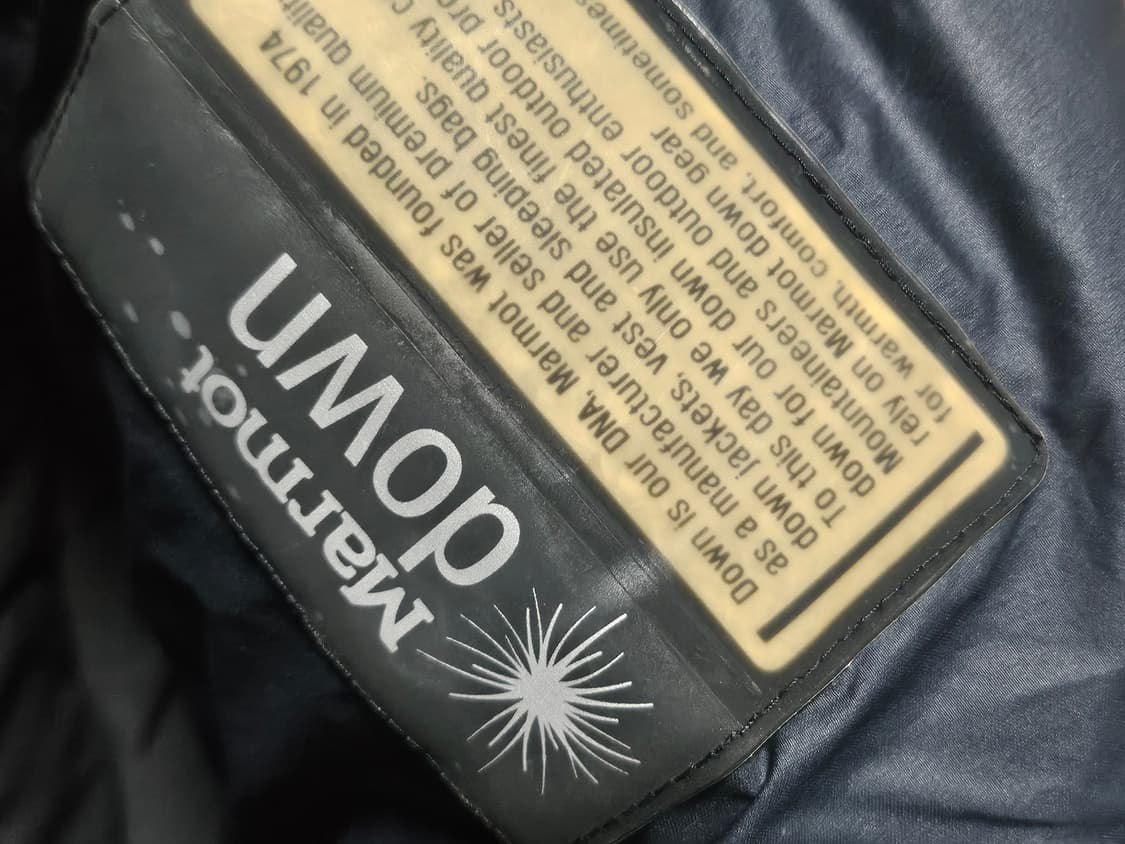 Marmot
down
Down is our DNA. Marmot was founded in 1974
as a manufacturer and seller of premium qualit
down jackets, vest and sleeping bags.
To this day we only use the finest quality
down for our down insulated outdoor
Mountaineers and outdoor enthusiasts
rely on Marmot down gear
for warmth, comfort, and sometimes